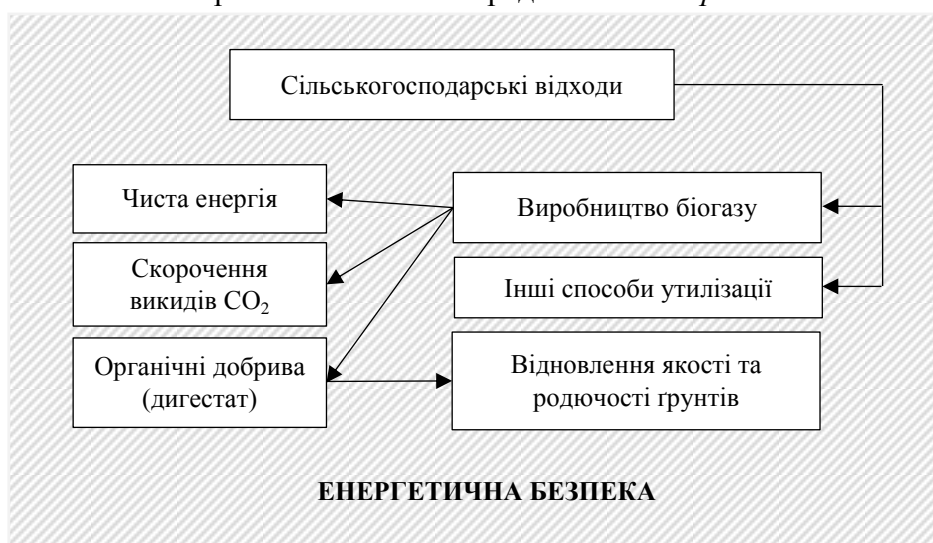 Сільськогосподарські відходи
Чиста енергія
Виробництво біогазу
Скорочення
викидів CO₂
Інші способи утилізації
Органічні добрива
(дигестат)
Відновлення якості та
родючості ґрунтів
ЕНЕРГЕТИЧНА БЕЗПЕКА